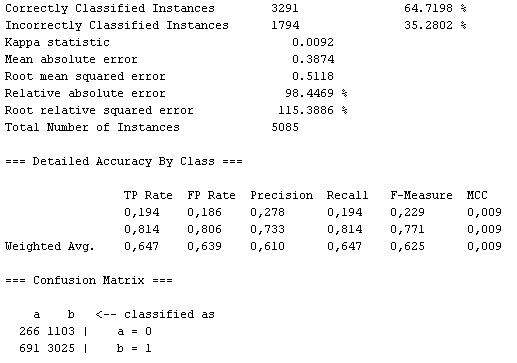 Correctly Classified Instances 3291 64.7198 %
Incorrectly Classified Instances 1794 35.2802 %
Kappa statistic 0.0092
Mean absolute error 0.3874
Root mean squared error 0.5118
Relative absolute error 98.4469 %
Root relative squared error 115.3886 %
Total Number of Instances 5085
=== Detailed Accuracy By Class ===
TP Rate FP Rate Precision Recall F-Measure MCC
0,194 0,186 0,278 0,194 0,229 0,009
0,814 0,806 0,733 0,814 0,771 0,009
Weighted Avg. 0,647 0,639 0,610 0,647 0,625 0,009
=== Confusion Matrix ===
a b <-- classified as
266 1103 | a = 0
691 3025 | b = 1